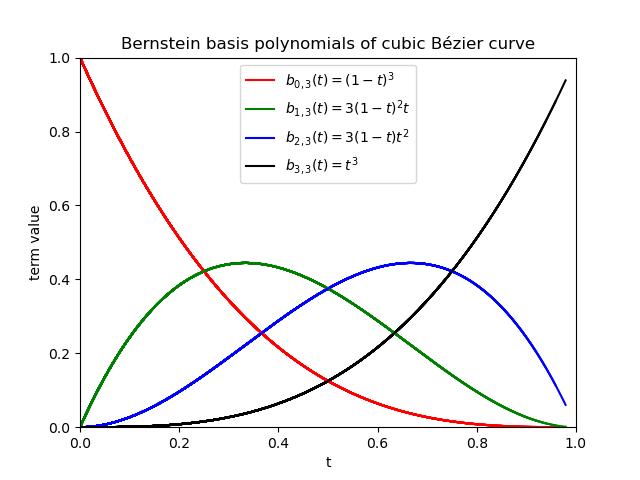 Bernstein basis polynomials of cubic Bézier curve
b₀,₃(t) = (1 − t)³
b₁,₃(t) = 3(1 − t)²t
b₂,₃(t) = 3(1 − t)t²
b₃,₃(t) = t³
term value
1.0
0.8
0.6
0.4
0.2
0.0
0.0 0.2 0.4 0.6 0.8 1.0
t